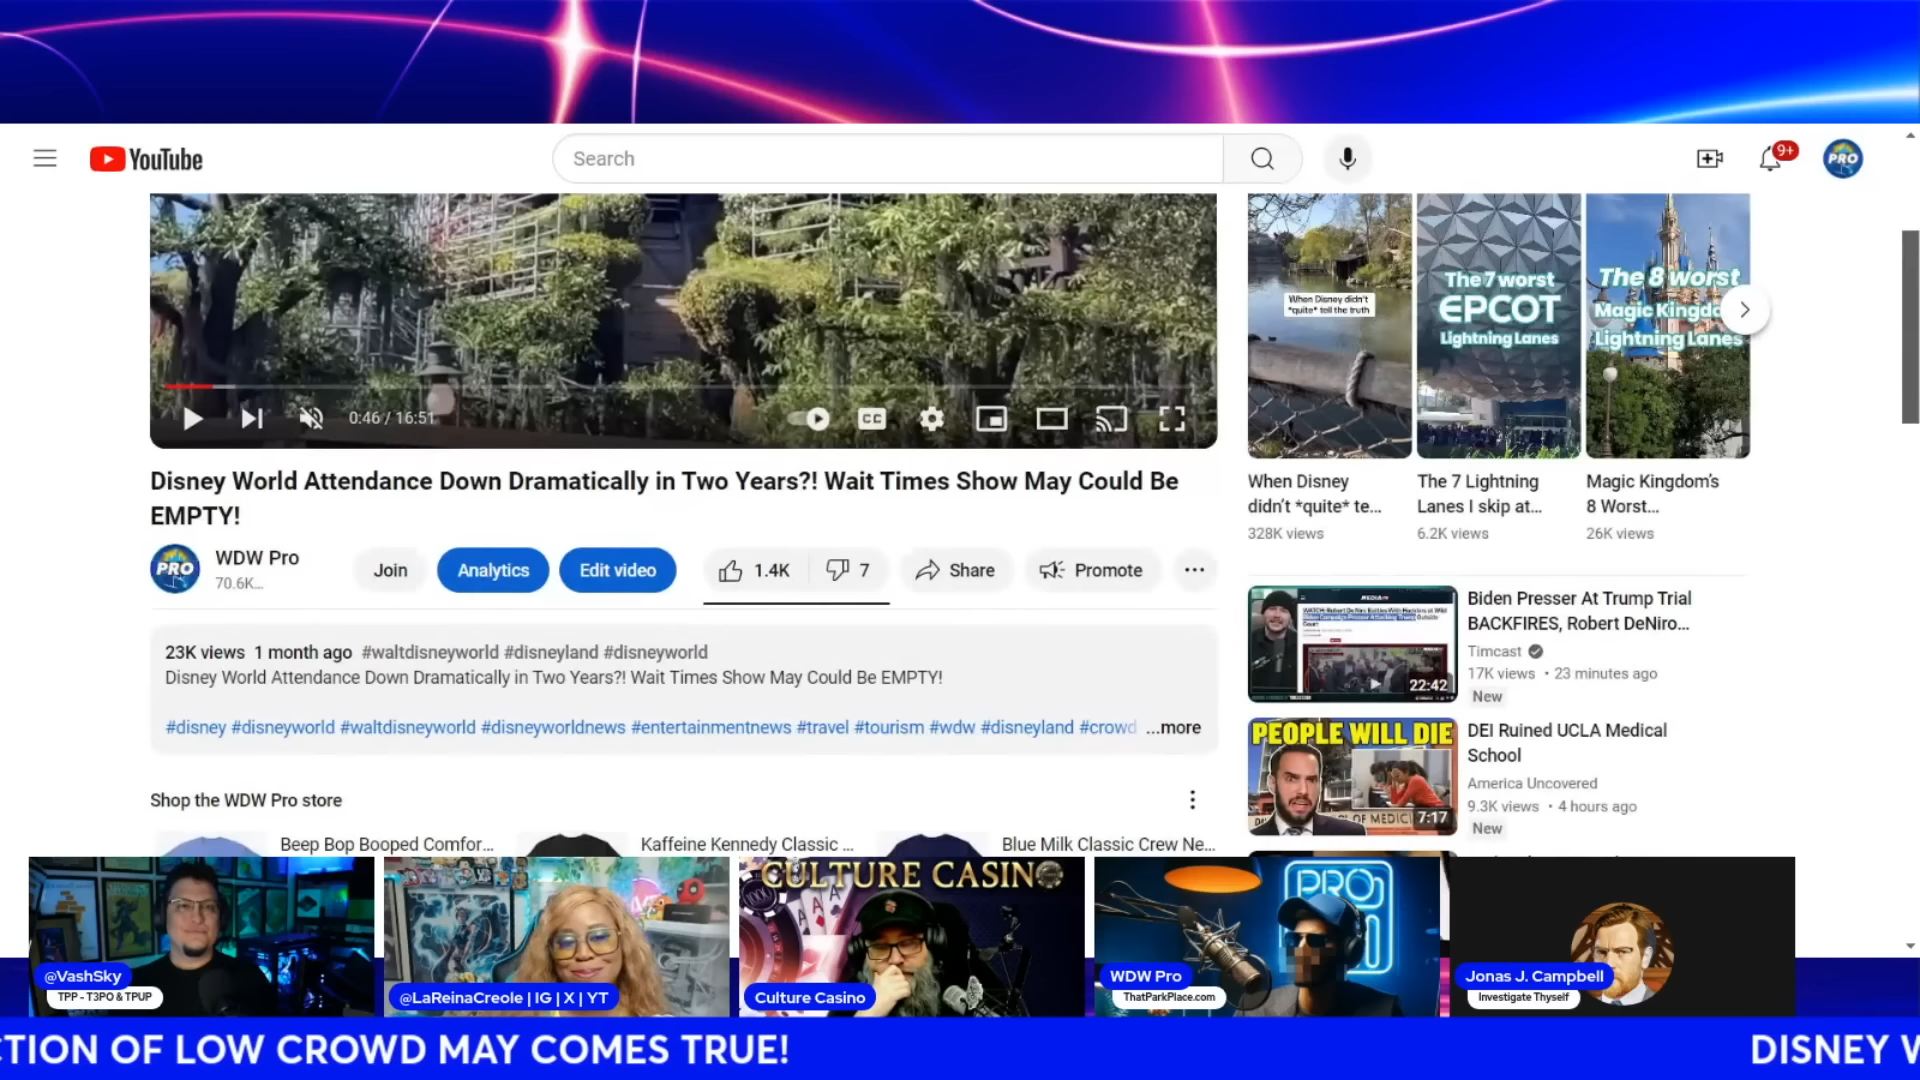 YouTube
Search
9+
PRO
When Disney didn't
*quite* tell the truth
The 7 worst
EPCOT
Lightning Lanes
The 8 worst
Magic Kingdo
Lightning Lanes
0:46 / 16:51
CC
Disney World Attendance Down Dramatically in Two Years?! Wait Times Show May Could Be
EMPTY!
When Disney
didn't *quite* te...
328K views
The 7 Lightning
Lanes I skip at...
6.2K views
Magic Kingdom's
8 Worst...
26K views
PRO
WDW Pro
70.6K...
Join
Analytics
Edit video
1.4K
7
Share
Promote
23K views 1 month ago #waltdisneyworld #disneyland #disneyworld
Disney World Attendance Down Dramatically in Two Years?! Wait Times Show May Could Be EMPTY!
#disney #disneyworld #waltdisneyworld #disneyworldnews #entertainmentnews #travel #tourism #wdw #disneyland #crowd ...more
22:42
Biden Presser At Trump Trial
BACKFIRES, Robert DeNiro...
Timcast
17K views • 23 minutes ago
New
PEOPLE WILL DIE
7:17
DEI Ruined UCLA Medical
School
America Uncovered
9.3K views • 4 hours ago
New
Shop the WDW Pro store
Beep Bop Booped Comfor...
Kaffeine Kennedy Classic ...
Blue Milk Classic Crew Ne...
@VashSky
TPP - T3PO & TPUP
@LaReinaCreole | IG | X | YT
CULTURE CASINO
Culture Casino
PRO
WDW Pro
ThatParkPlace.com
Jonas J. Campbell
Investigate Thyself
CTION OF LOW CROWD MAY COMES TRUE!
DISNEY W